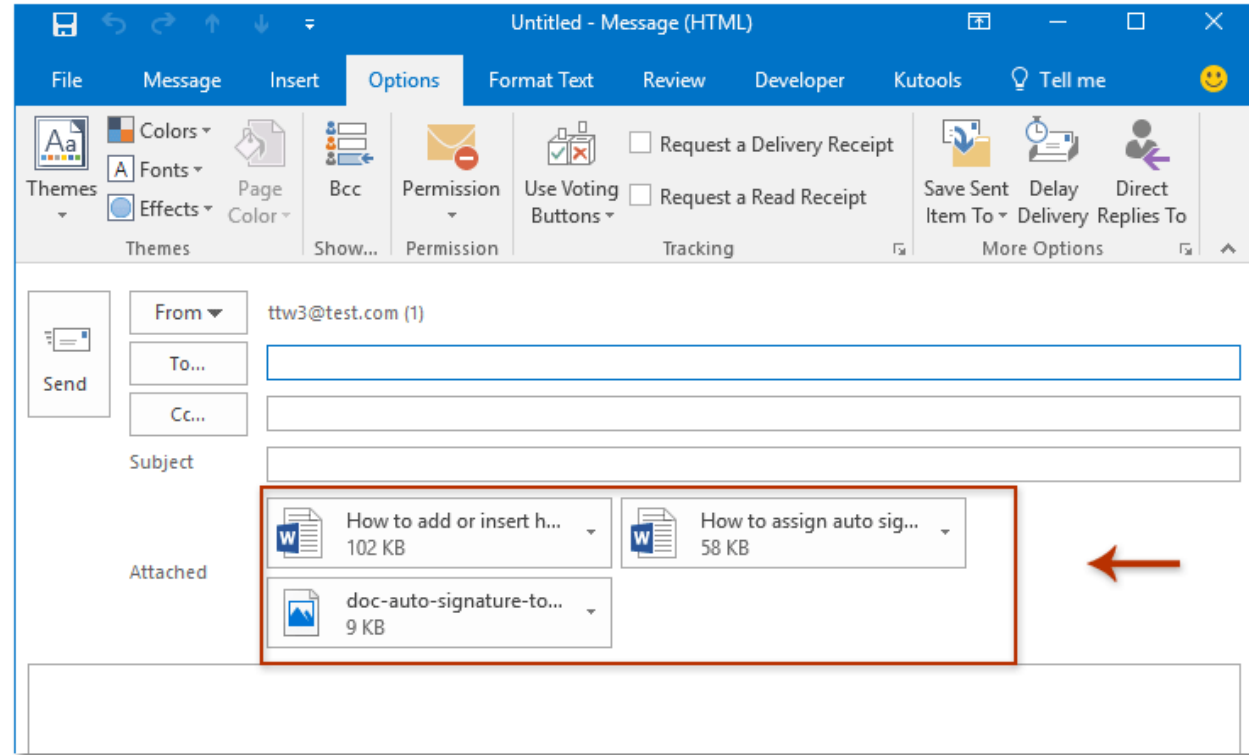 Untitled - Message (HTML)
File Message Insert Options Format Text Review Developer Kutools Tell me
Aa Themes
Colors
A Fonts
Effects
Page Color
Bcc
Permission
Use Voting Buttons
Request a Delivery Receipt
Request a Read Receipt
Save Sent Item To
Delay Delivery
Direct Replies To
Themes Show... Permission Tracking More Options
Send
From ttw3@test.com (1)
To...
Cc...
Subject
Attached
W How to add or insert h...
102 KB
W How to assign auto sig...
58 KB
doc-auto-signature-to...
9 KB